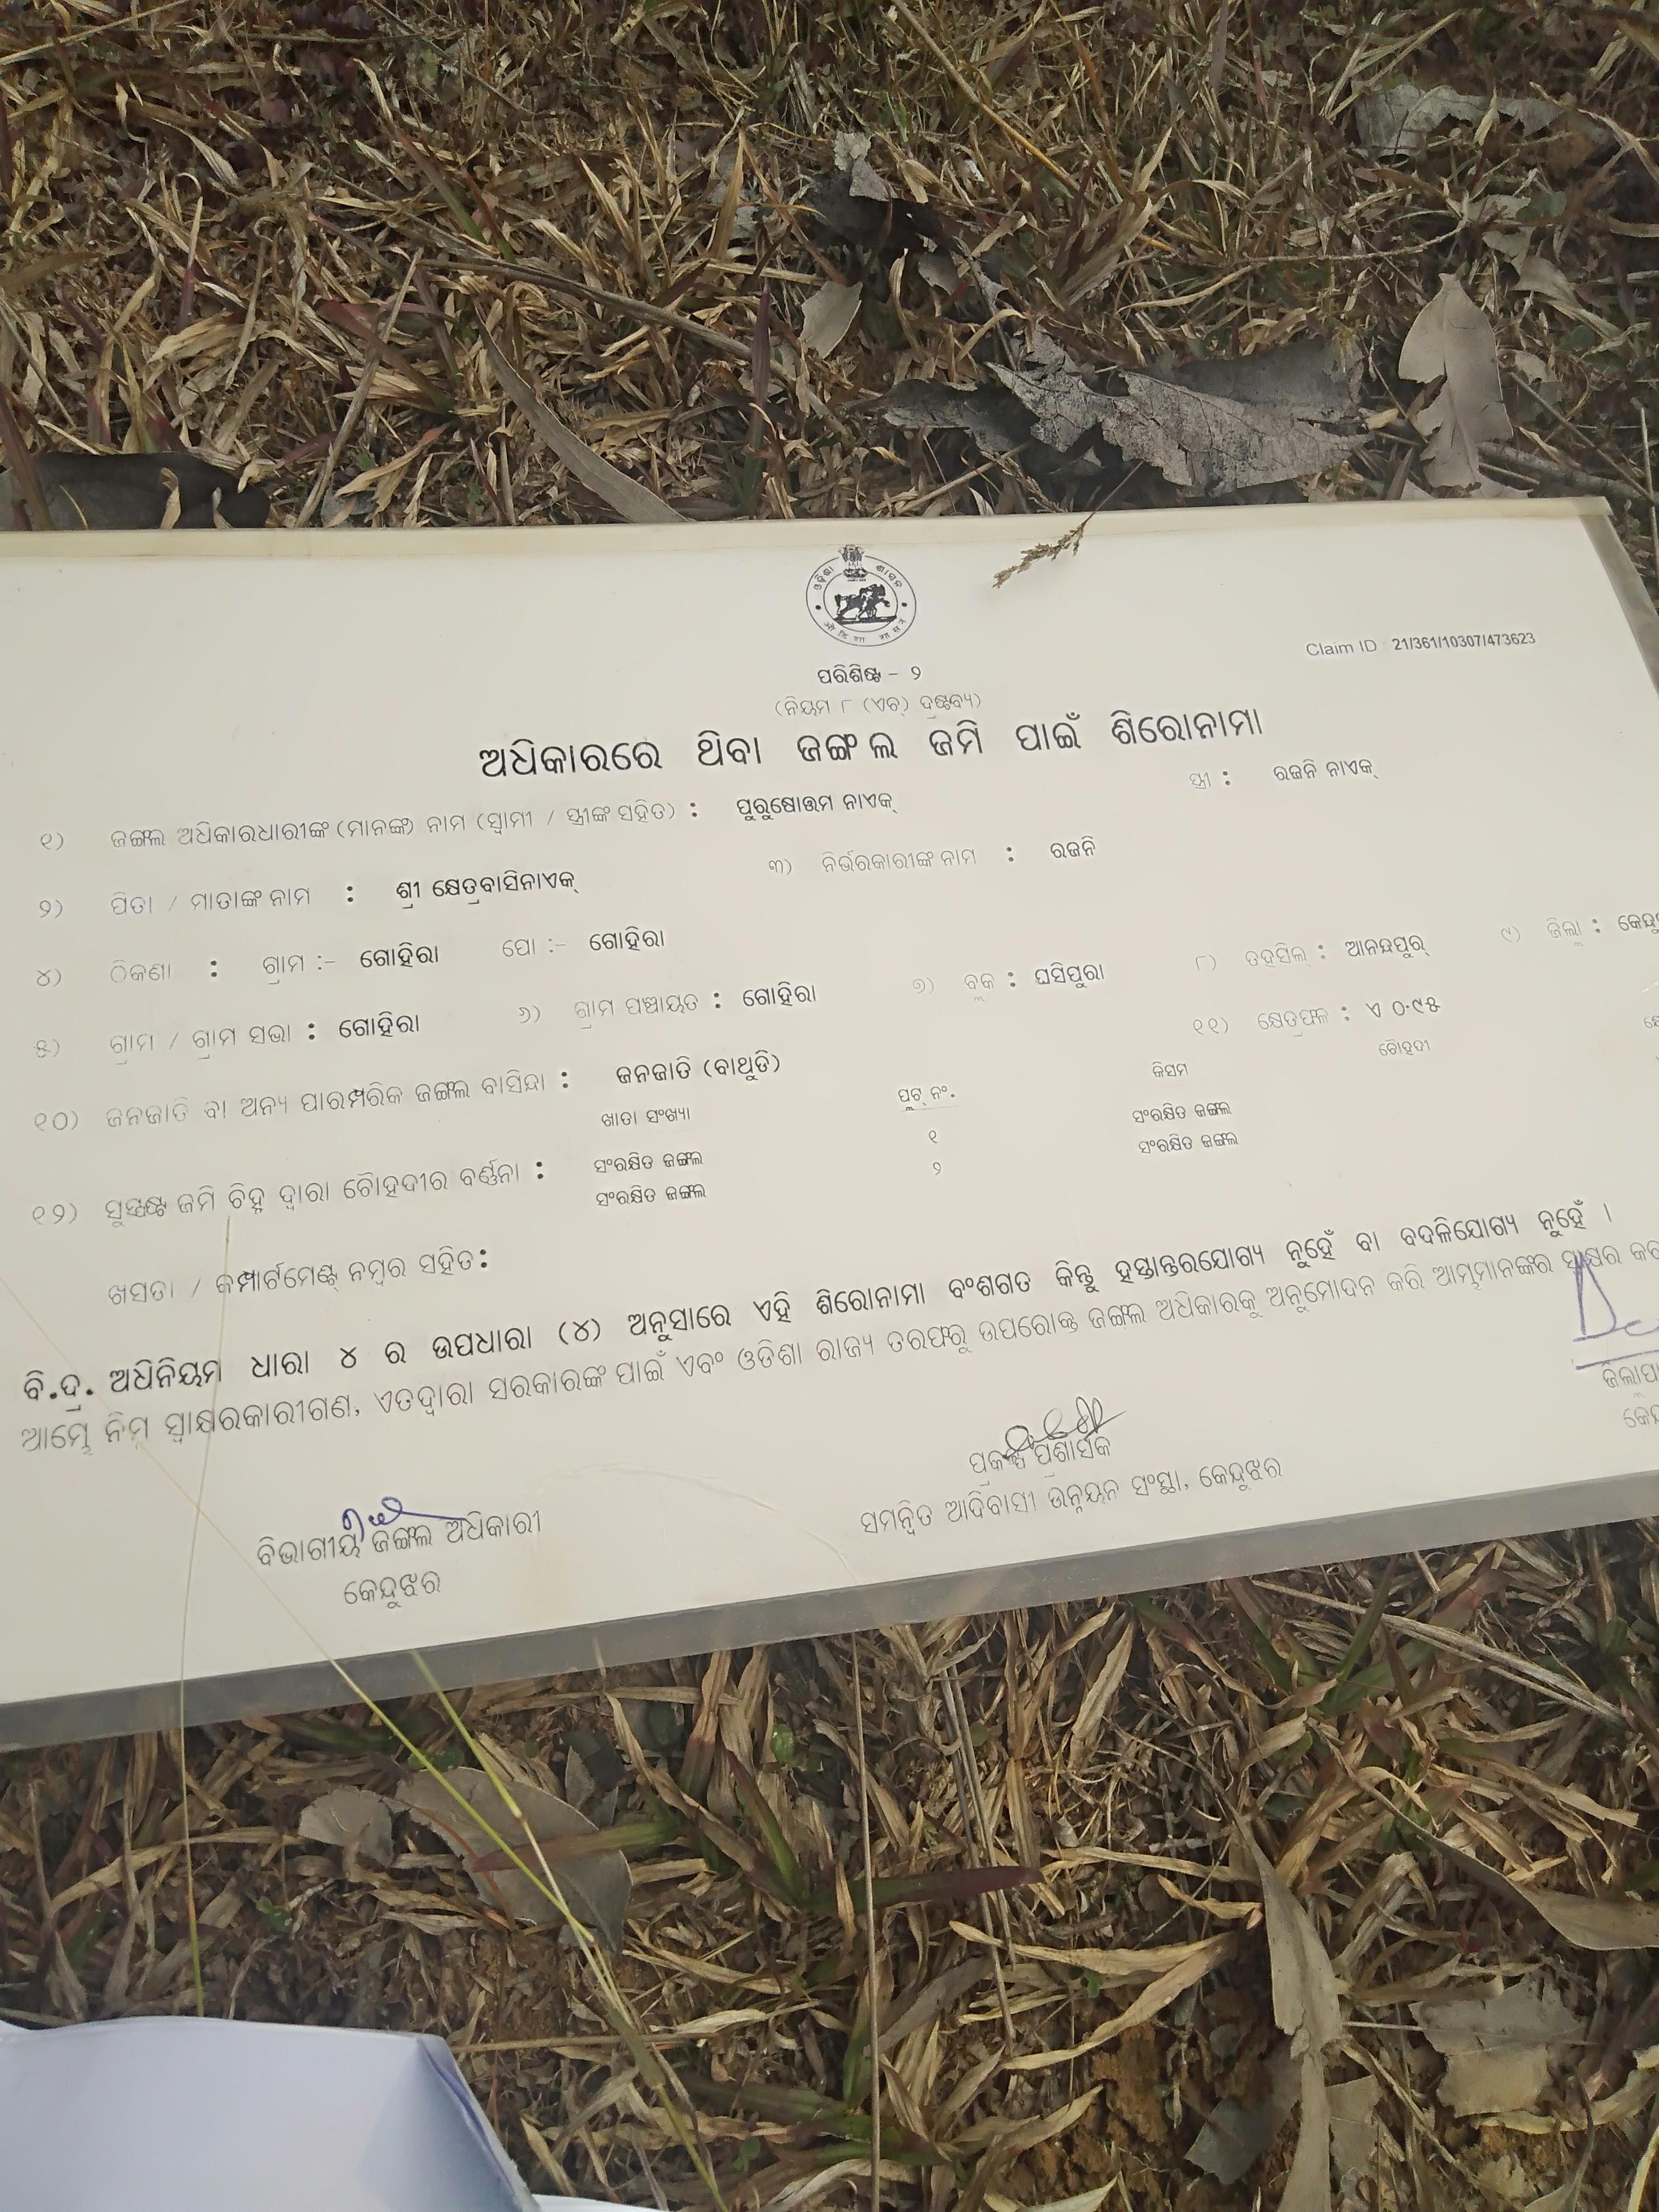 ଓଡ଼ିଶା ଶାସନ
ओड़िशा शासन
Claim ID : 21/361/10307/473623
ପରିଶିଷ୍ଟ - ୨
(ନିୟମ ୮ (ଏଚ୍) ଦ୍ରଷ୍ଟବ୍ୟ)
ଅଧିକାରରେ ଥିବା ଜଙ୍ଗଲ ଜମି ପାଇଁ ଶିରୋନାମା
୧) ଜଙ୍ଗଲ ଅଧିକାରଧାରୀଙ୍କ (ମାନଙ୍କ) ନାମ (ସ୍ୱାମୀ / ସ୍ତ୍ରୀଙ୍କ ସହିତ) : ପୁରୁଷୋତ୍ତମ ନାଏକ୍ ସ୍ତ୍ରୀ : ରଜନି ନାଏକ୍
୨) ପିତା / ମାତାଙ୍କ ନାମ : ଶ୍ରୀ କ୍ଷେତ୍ରବାସିନାଏକ୍ ୩) ନିର୍ଭରକାରୀଙ୍କ ନାମ : ରଜନି
୪) ଠିକଣା : ଗ୍ରାମ :- ଗୋହିରା ପୋ :- ଗୋହିରା
୫) ଗ୍ରାମ / ଗ୍ରାମ ସଭା : ଗୋହିରା ୬) ଗ୍ରାମ ପଞ୍ଚାୟତ : ଗୋହିରା ୭) ବ୍ଲକ : ଘସିପୁରା ୮) ତହସିଲ୍ : ଆନନ୍ଦପୁର୍ ୯) ଜିଲ୍ଲା :
୧୦) ଜନଜାତି ବା ଅନ୍ୟ ପାରମ୍ପରିକ ଜଙ୍ଗଲ ବାସିନ୍ଦା : ଜନଜାତି (ବାଥୁଡି) ୧୧) କ୍ଷେତ୍ରଫଳ : ଏ ୦.୯୫
ଖାତା ସଂଖ୍ୟା ପ୍ଲଟ୍ ନଂ. କିସମ ଚୌହଦୀ
୧୨) ସୁସ୍ପଷ୍ଟ ଜମି ଚିହ୍ନ ଦ୍ୱାରା ଚୌହଦୀର ବର୍ଣ୍ଣନା : ସଂରକ୍ଷିତ ଜଙ୍ଗଲ ୧ ସଂରକ୍ଷିତ ଜଙ୍ଗଲ
ସଂରକ୍ଷିତ ଜଙ୍ଗଲ ୨ ସଂରକ୍ଷିତ ଜଙ୍ଗଲ
ଖସଡା / କମ୍ପାର୍ଟମେଣ୍ଟ୍ ନମ୍ବର ସହିତ:
ବି.ଦ୍ର. ଅଧିନିୟମ ଧାରା ୪ ର ଉପଧାରା (୪) ଅନୁସାରେ ଏହି ଶିରୋନାମା ବଂଶଗତ କିନ୍ତୁ ହସ୍ତାନ୍ତରଯୋଗ୍ୟ ନୁହେଁ ବା ବଦଳିଯୋଗ୍ୟ ନୁହେଁ ।
ଆମ୍ଭେ ନିମ୍ନ ସ୍ୱାକ୍ଷରକାରୀଗଣ, ଏତଦ୍ୱାରା ସରକାରଙ୍କ ପାଇଁ ଏବଂ ଓଡିଶା ରାଜ୍ୟ ତରଫରୁ ଉପରୋକ୍ତ ଜଙ୍ଗଲ ଅଧିକାରକୁ ଅନୁମୋଦନ କରି ଆମ୍ଭମାନଙ୍କର ସ୍ୱାକ୍ଷର
ବିଭାଗୀୟ ଜଙ୍ଗଲ ଅଧିକାରୀ
କେନ୍ଦୁଝର
ପ୍ରକଳ୍ପ ପ୍ରଶାସକ
ସମନ୍ୱିତ ଆଦିବାସୀ ଉନ୍ନୟନ ସଂସ୍ଥା, କେନ୍ଦୁଝର